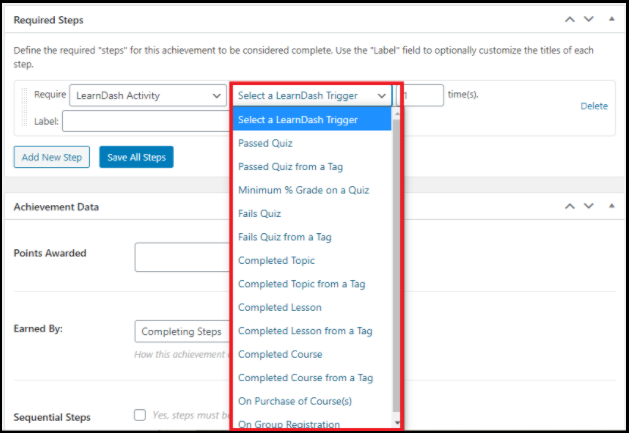 Required Steps
Define the required "steps" for this achievement to be considered complete. Use the "Label" field to optionally customize the titles of each
step.
Require LearnDash Activity Select a LearnDash Trigger 1 time(s).
Delete
Label: Select a LearnDash Trigger
Passed Quiz
Add New Step Save All Steps Passed Quiz from a Tag
Minimum % Grade on a Quiz
Achievement Data Fails Quiz
Fails Quiz from a Tag
Points Awarded Completed Topic
Completed Topic from a Tag
Completed Lesson
Earned By: Completing Steps Completed Lesson from a Tag
How this achievement Completed Course
Completed Course from a Tag
On Purchase of Course(s)
Sequential Steps Yes, steps must be On Group Registration